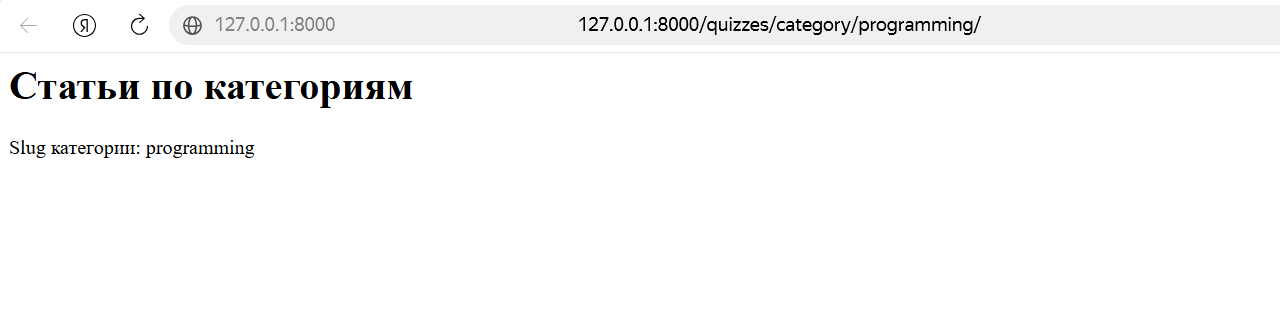 Я 127.0.0.1:8000 127.0.0.1:8000/quizzes/category/programming/
Статьи по категориям
Slug категории: programming